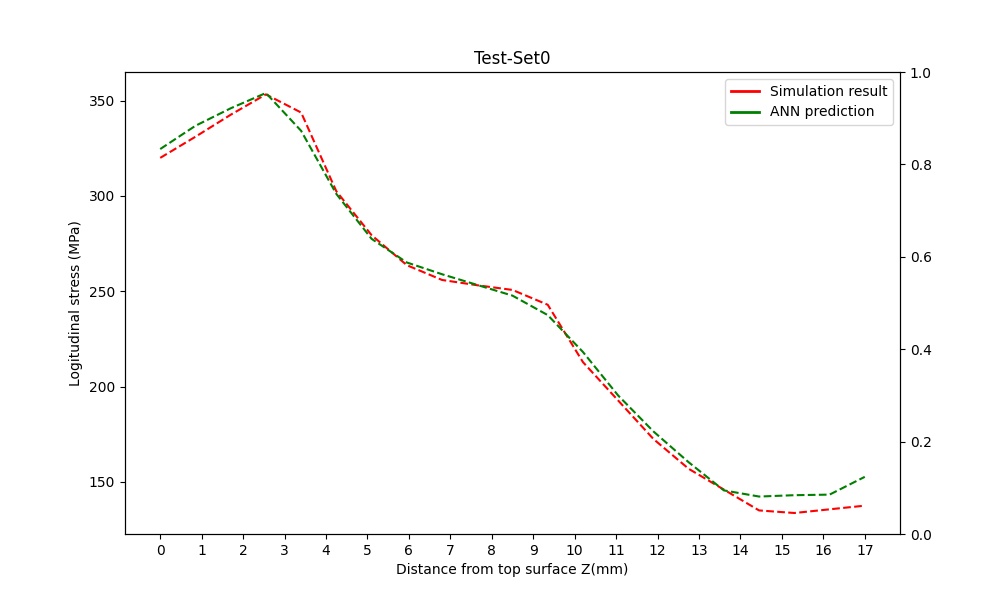 Test-Set0
Simulation result
ANN prediction
Logitudinal stress (MPa)
350
300
250
200
150
1.0
0.8
0.6
0.4
0.2
0.0
0 1 2 3 4 5 6 7 8 9 10 11 12 13 14 15 16 17
Distance from top surface Z(mm)